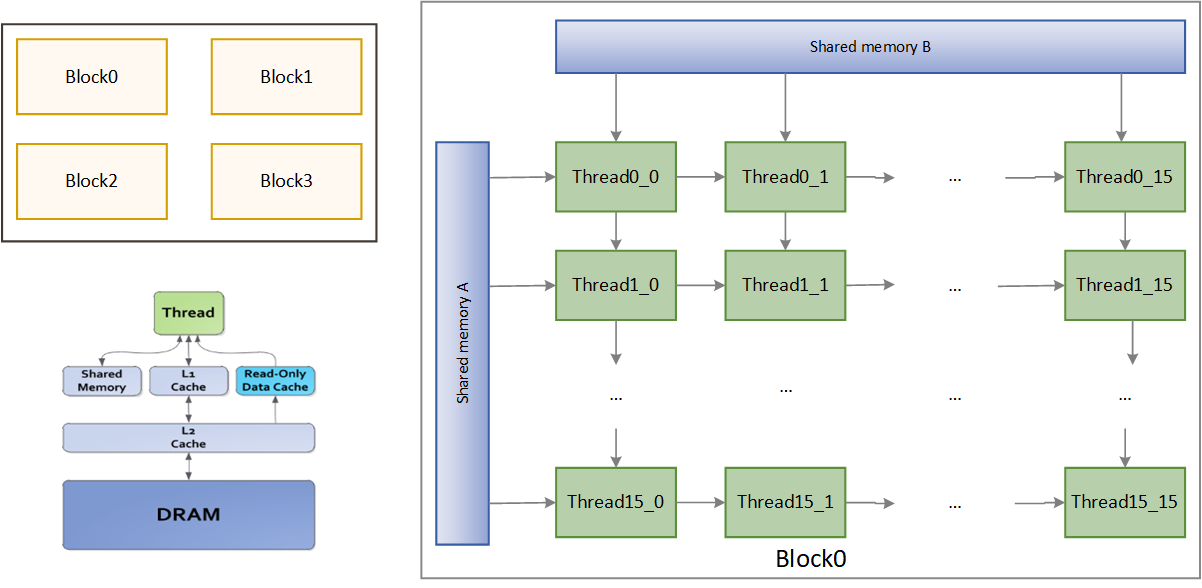 Block0
Block1
Block2
Block3
Thread
Shared
Memory
L1
Cache
Read-Only
Data Cache
L2
Cache
DRAM
Shared memory B
Shared memory A
Thread0_0
Thread0_1
...
Thread0_15
Thread1_0
Thread1_1
...
Thread1_15
...
...
...
...
Thread15_0
Thread15_1
...
Thread15_15
Block0